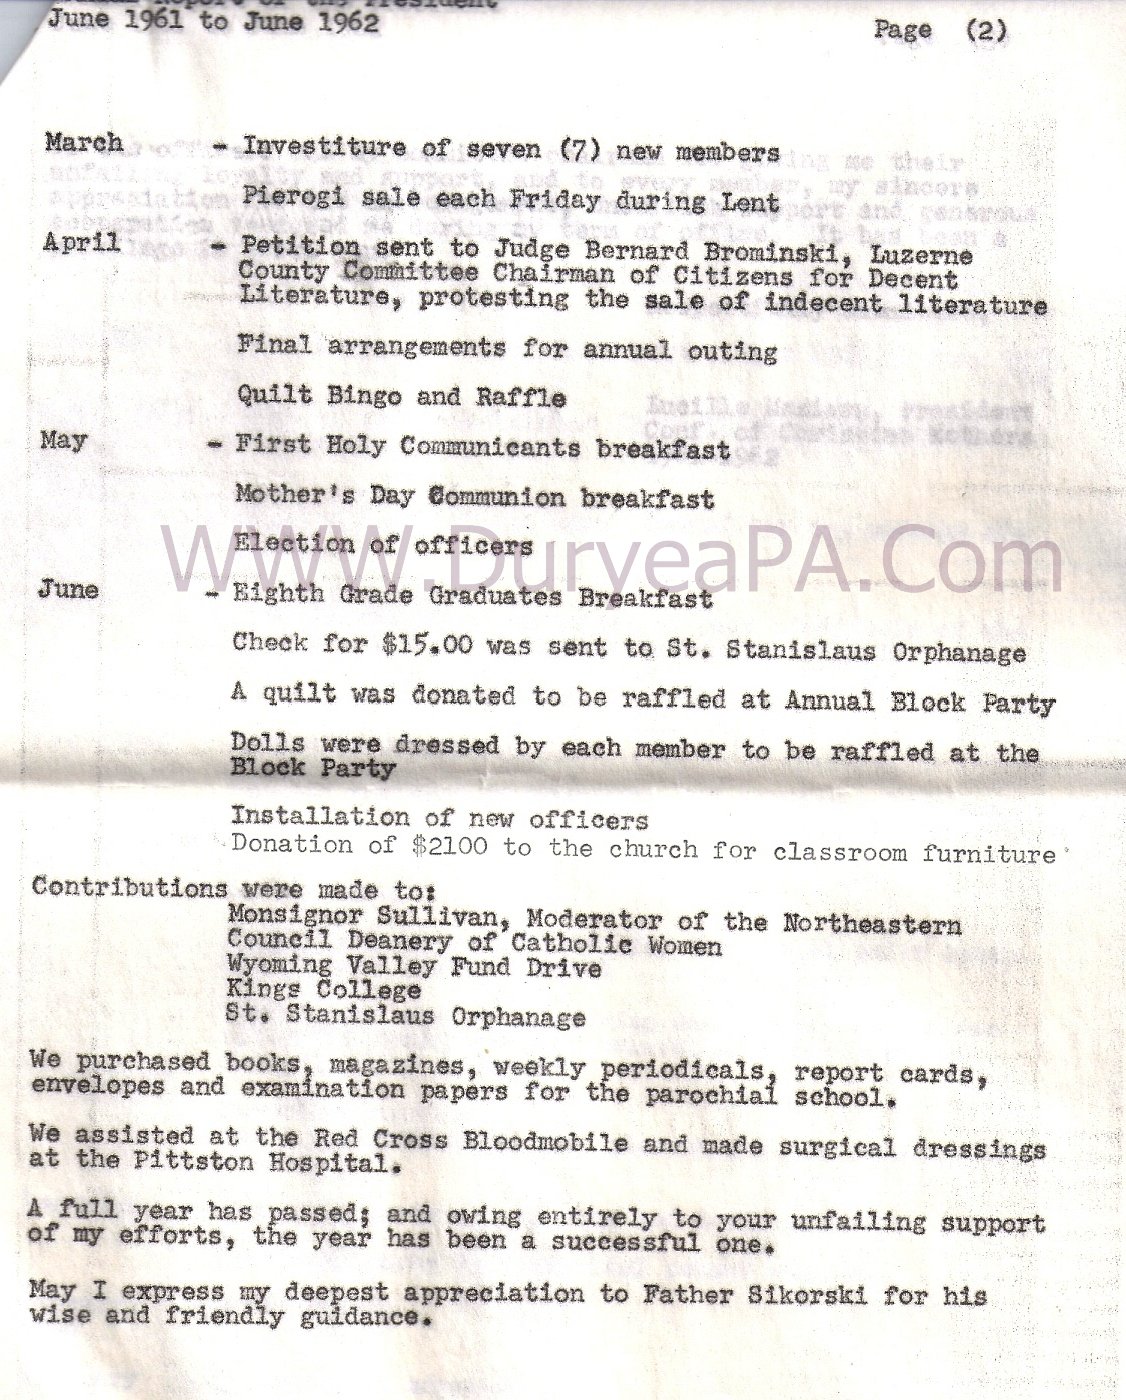 Report of the President
June 1961 to June 1962
Page (2)
March - Investiture of seven (7) new members
Pierogi sale each Friday during Lent
April - Petition sent to Judge Bernard Brominski, Luzerne
County Committee Chairman of Citizens for Decent
Literature, protesting the sale of indecent literature
Final arrangements for annual outing
Quilt Bingo and Raffle
May - First Holy Communicants breakfast
Mother's Day Communion breakfast
Election of officers
WWW.DuryeaPA.Com
June - Eighth Grade Graduates Breakfast
Check for $15.00 was sent to St. Stanislaus Orphanage
A quilt was donated to be raffled at Annual Block Party
Dolls were dressed by each member to be raffled at the
Block Party
Installation of new officers
Donation of $2100 to the church for classroom furniture
Contributions were made to:
Monsignor Sullivan, Moderator of the Northeastern
Council Deanery of Catholic Women
Wyoming Valley Fund Drive
Kings College
St. Stanislaus Orphanage
We purchased books, magazines, weekly periodicals, report cards,
envelopes and examination papers for the parochial school.
We assisted at the Red Cross Bloodmobile and made surgical dressings
at the Pittston Hospital.
A full year has passed; and owing entirely to your unfailing support
of my efforts, the year has been a successful one.
May I express my deepest appreciation to Father Sikorski for his
wise and friendly guidance.